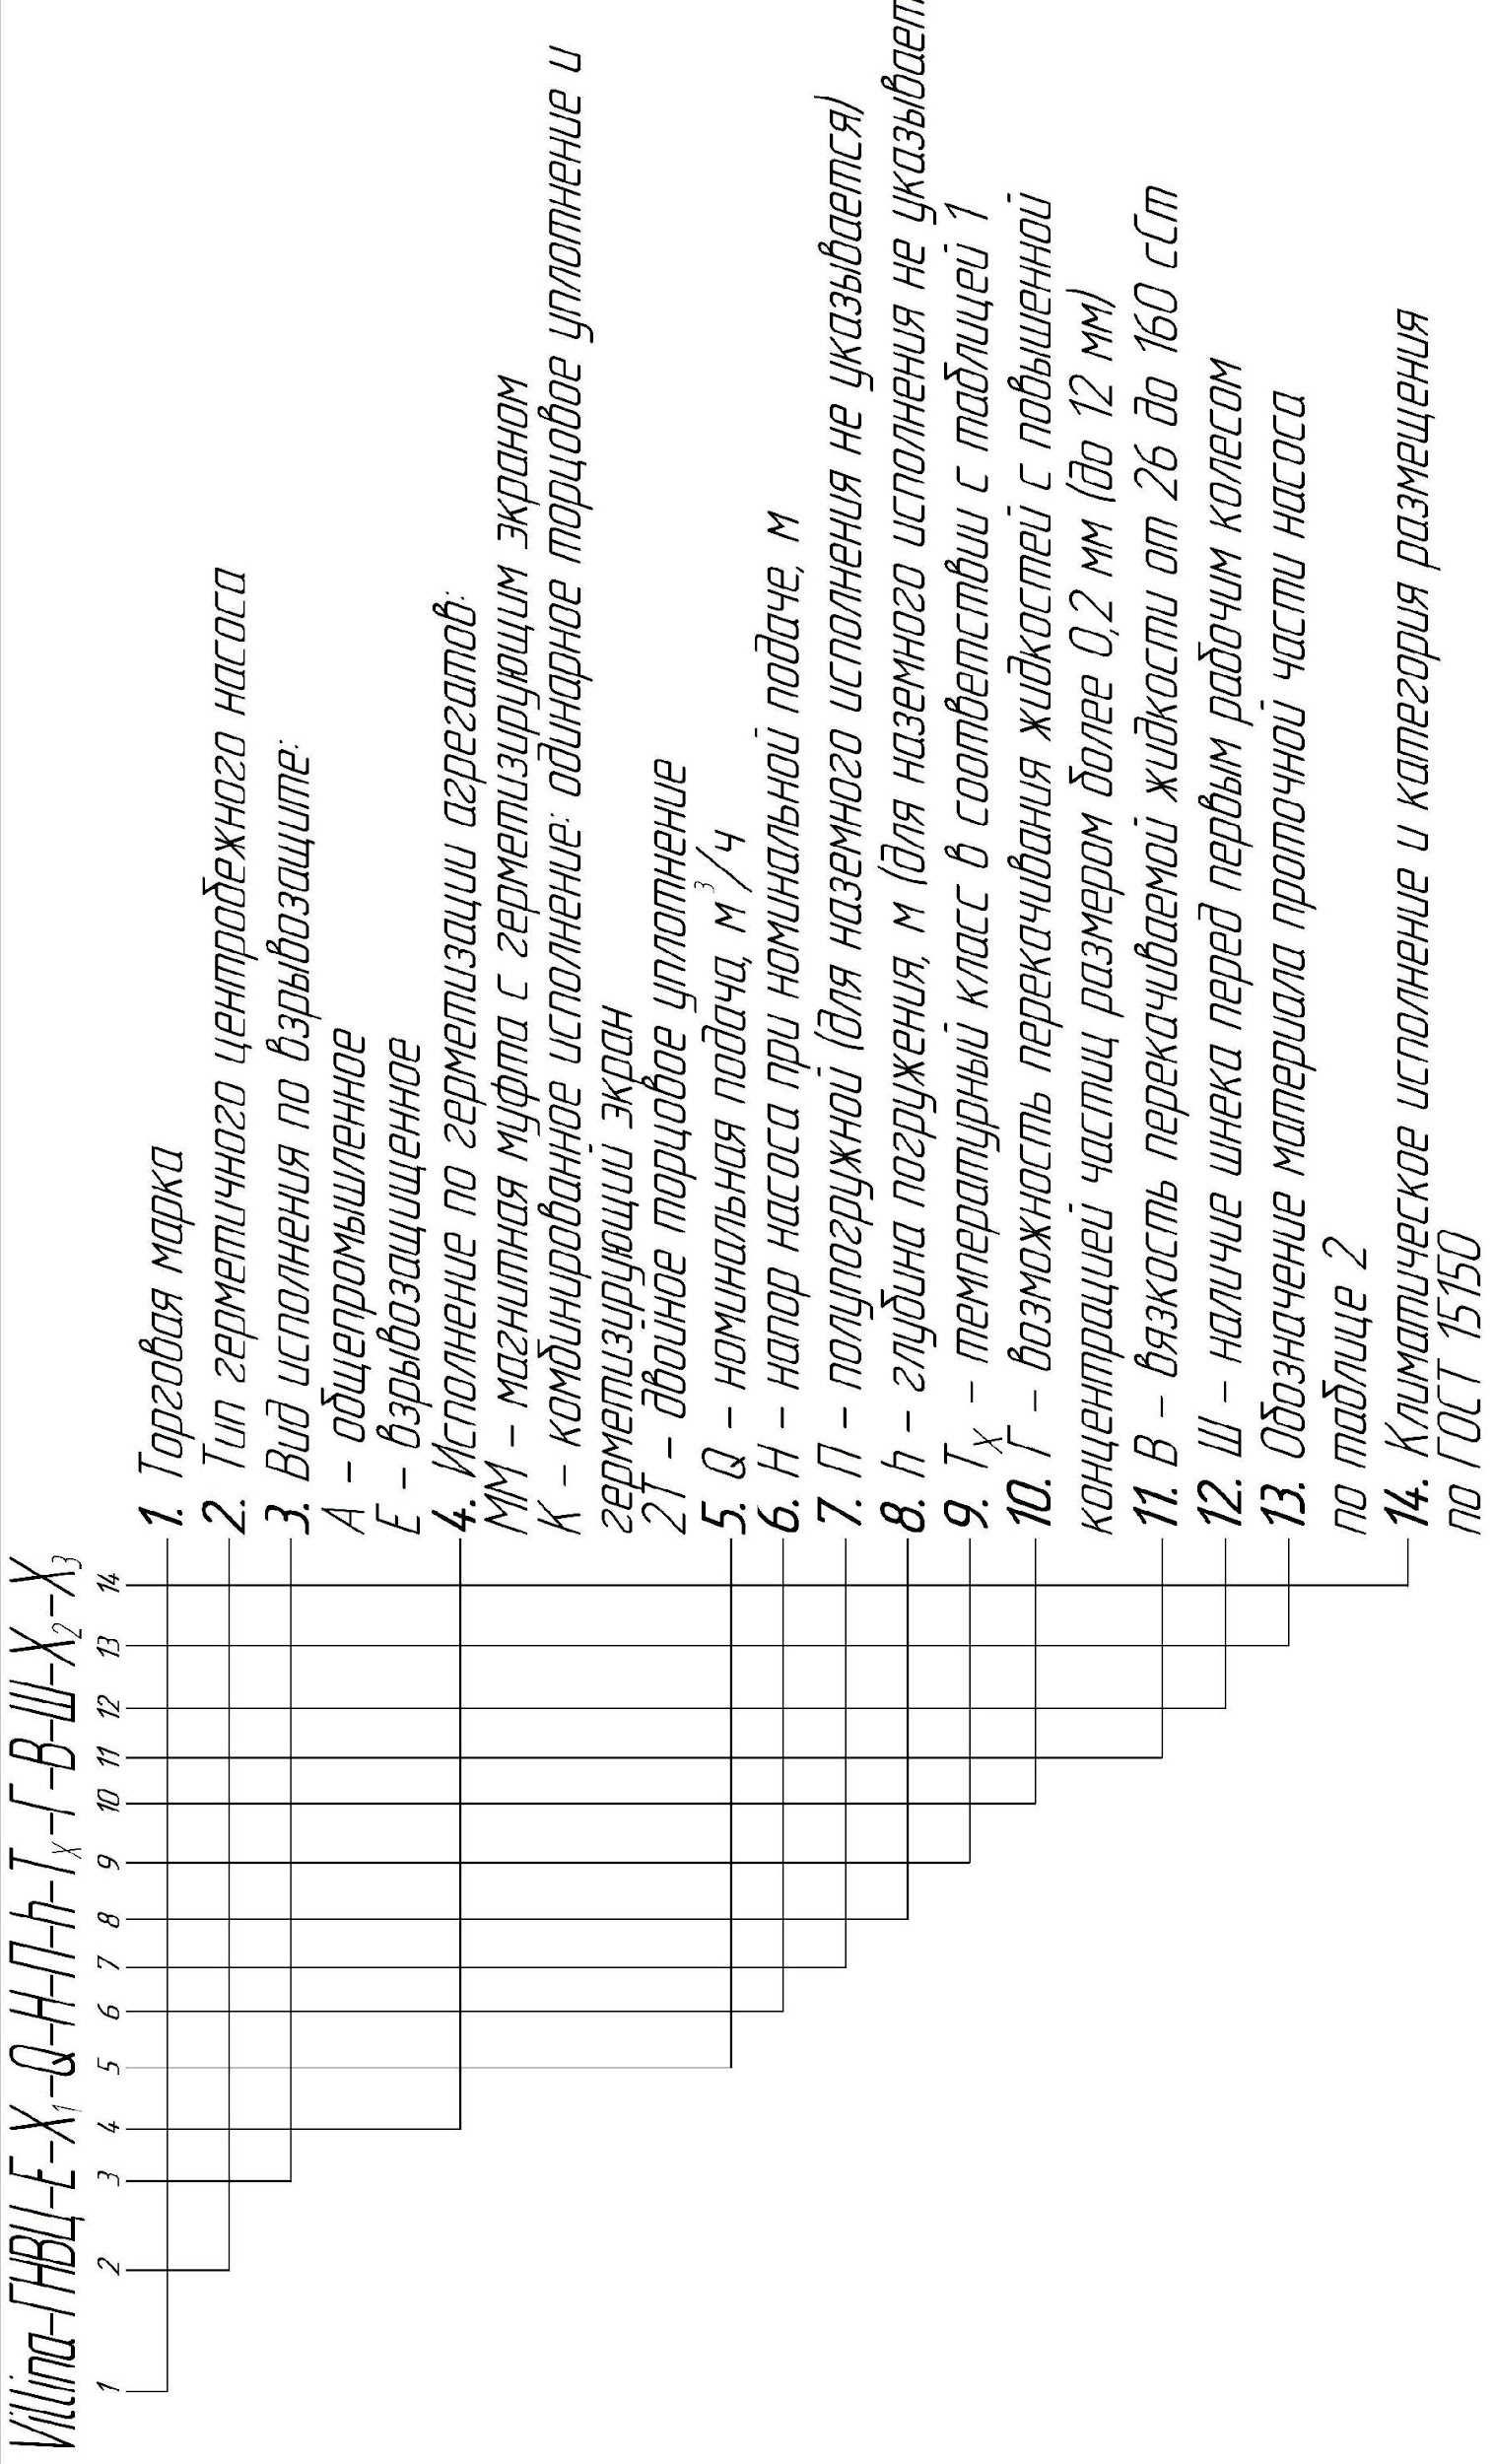 Villina-ГНВЦ-Е-X₁-Q-Н-П-h-Tₓ-Г-В-Ш-X₂-X₃
1 2 3 4 5 6 7 8 9 10 11 12 13 14
1. Торговая марка
2. Тип герметичного центробежного насоса
3. Вид исполнения по взрывозащите:
А - общепромышленное
Е - взрывозащищенное
4. Исполнение по герметизации агрегатов:
ММ - магнитная муфта с герметизирующим экраном
К - комбинированное исполнение: одинарное торцовое уплотнение и
герметизирующий экран
2Т - двойное торцовое уплотнение
5. Q - номинальная подача, м³/ч
6. Н - напор насоса при номинальной подаче, м
7. П - полупогружной (для наземного исполнения не указывается)
8. h - глубина погружения, м (для наземного исполнения не указывает
9. Tₓ - температурный класс в соответствии с таблицей 1
10. Г - возможность перекачивания жидкостей с повышенной
концентрацией частиц размером более 0,2 мм (до 12 мм)
11. В - вязкость перекачиваемой жидкости от 26 до 160 сСт
12. Ш - наличие шнека перед первым рабочим колесом
13. Обозначение материала проточной части насоса
по таблице 2
14. Климатическое исполнение и категория размещения
по ГОСТ 15150